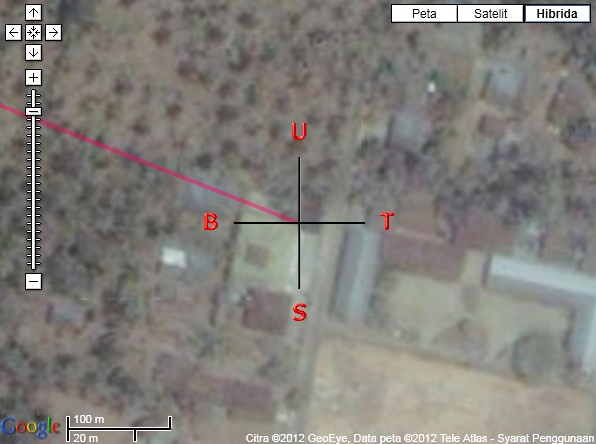 Peta Satelit Hibrida
U
B T
S
Google
100 m
20 m
Citra ©2012 GeoEye, Data peta ©2012 Tele Atlas - Syarat Penggunaan